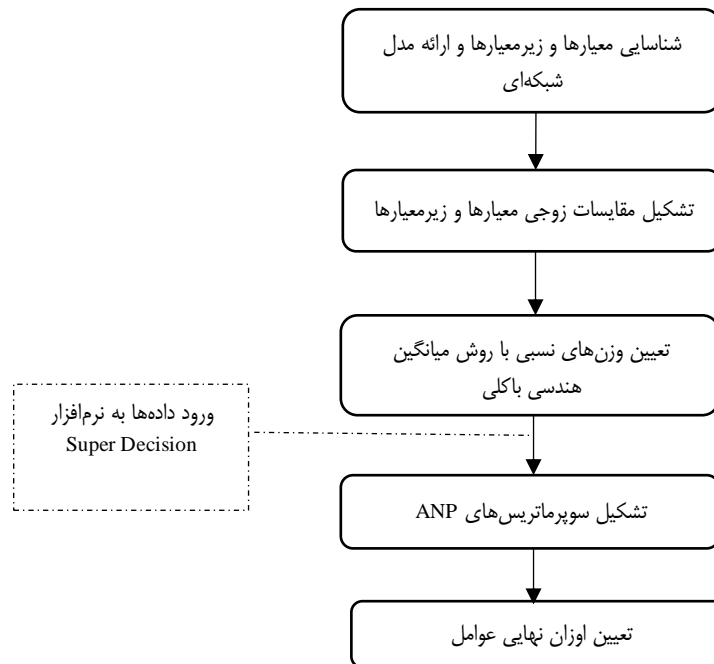 شناسایی معیارها و زیرمعیارها و ارائه مدل
شبکه‌ای
تشکیل مقایسات زوجی معیارها و زیرمعیارها
تعیین وزن‌های نسبی با روش میانگین
هندسی باکلی
ورود داده‌ها به نرم‌افزار
Super Decision
تشکیل سوپرماتریس‌های ANP
تعیین اوزان نهایی عوامل